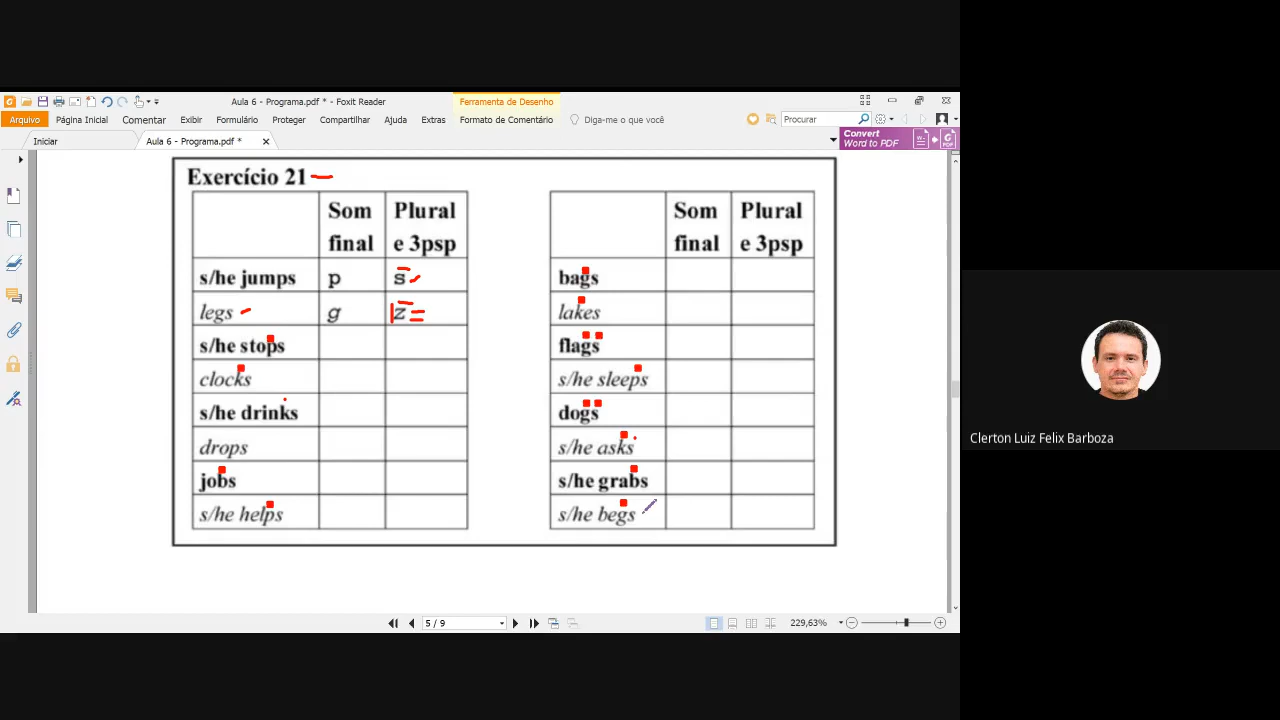 Aula 6 - Programa.pdf * - Foxit Reader
Ferramenta de Desenho
Arquivo
Página Inicial
Comentar
Exibir
Formulário
Proteger
Compartilhar
Ajuda
Extras
Formato de Comentário
Diga-me o que você
Procurar
Iniciar
Aula 6 - Programa.pdf *
Convert
Word to PDF
Exercício 21
Som final
Plural e 3psp
s/he jumps p s
legs g z
s/he stops
clocks
s/he drinks
drops
jobs
s/he helps
Som final
Plural e 3psp
bags
lakes
flags
s/he sleeps
dogs
s/he asks
s/he grabs
s/he begs
5 / 9
229,63%
Clerton Luiz Felix Barboza